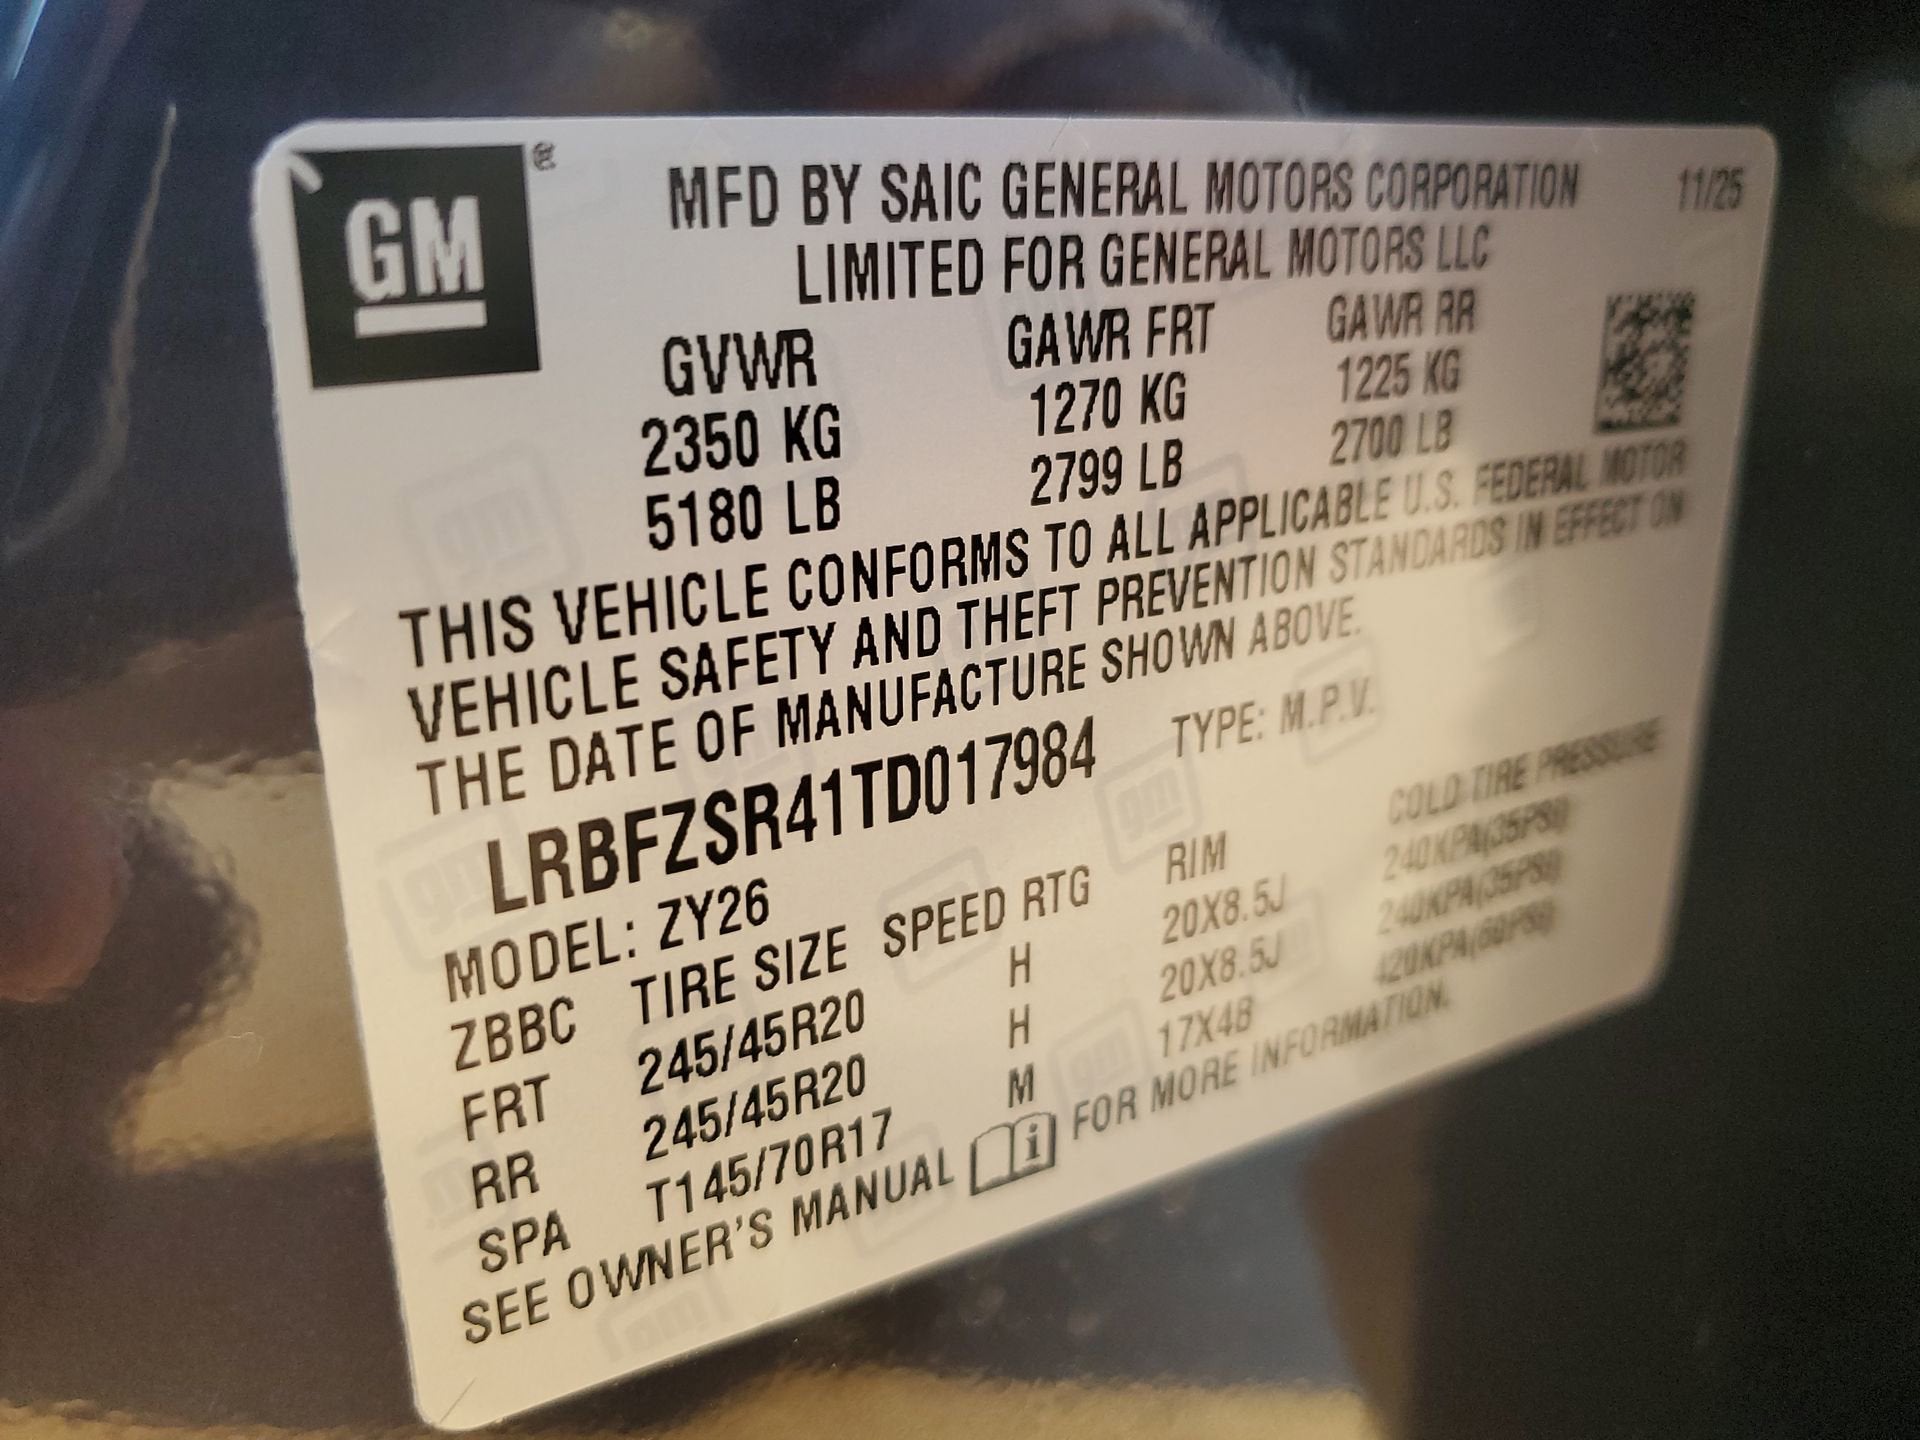 GM ®
MFD BY SAIC GENERAL MOTORS CORPORATION 11/25
LIMITED FOR GENERAL MOTORS LLC
GVWR GAWR FRT GAWR RR
2350 KG 1270 KG 1225 KG
5180 LB 2799 LB 2700 LB
THIS VEHICLE CONFORMS TO ALL APPLICABLE U.S. FEDERAL MOTOR
VEHICLE SAFETY AND THEFT PREVENTION STANDARDS IN EFFECT ON
THE DATE OF MANUFACTURE SHOWN ABOVE.
LRBFZSR41TD017984 TYPE: M.P.V.
MODEL: ZY26
ZBBC TIRE SIZE SPEED RTG RIM COLD TIRE PRESSURE
FRT 245/45R20 H 20X8.5J 240KPA(35PSI)
RR 245/45R20 H 20X8.5J 240KPA(35PSI)
SPA T145/70R17 M 17X4B 420KPA(60PSI)
SEE OWNER'S MANUAL FOR MORE INFORMATION.